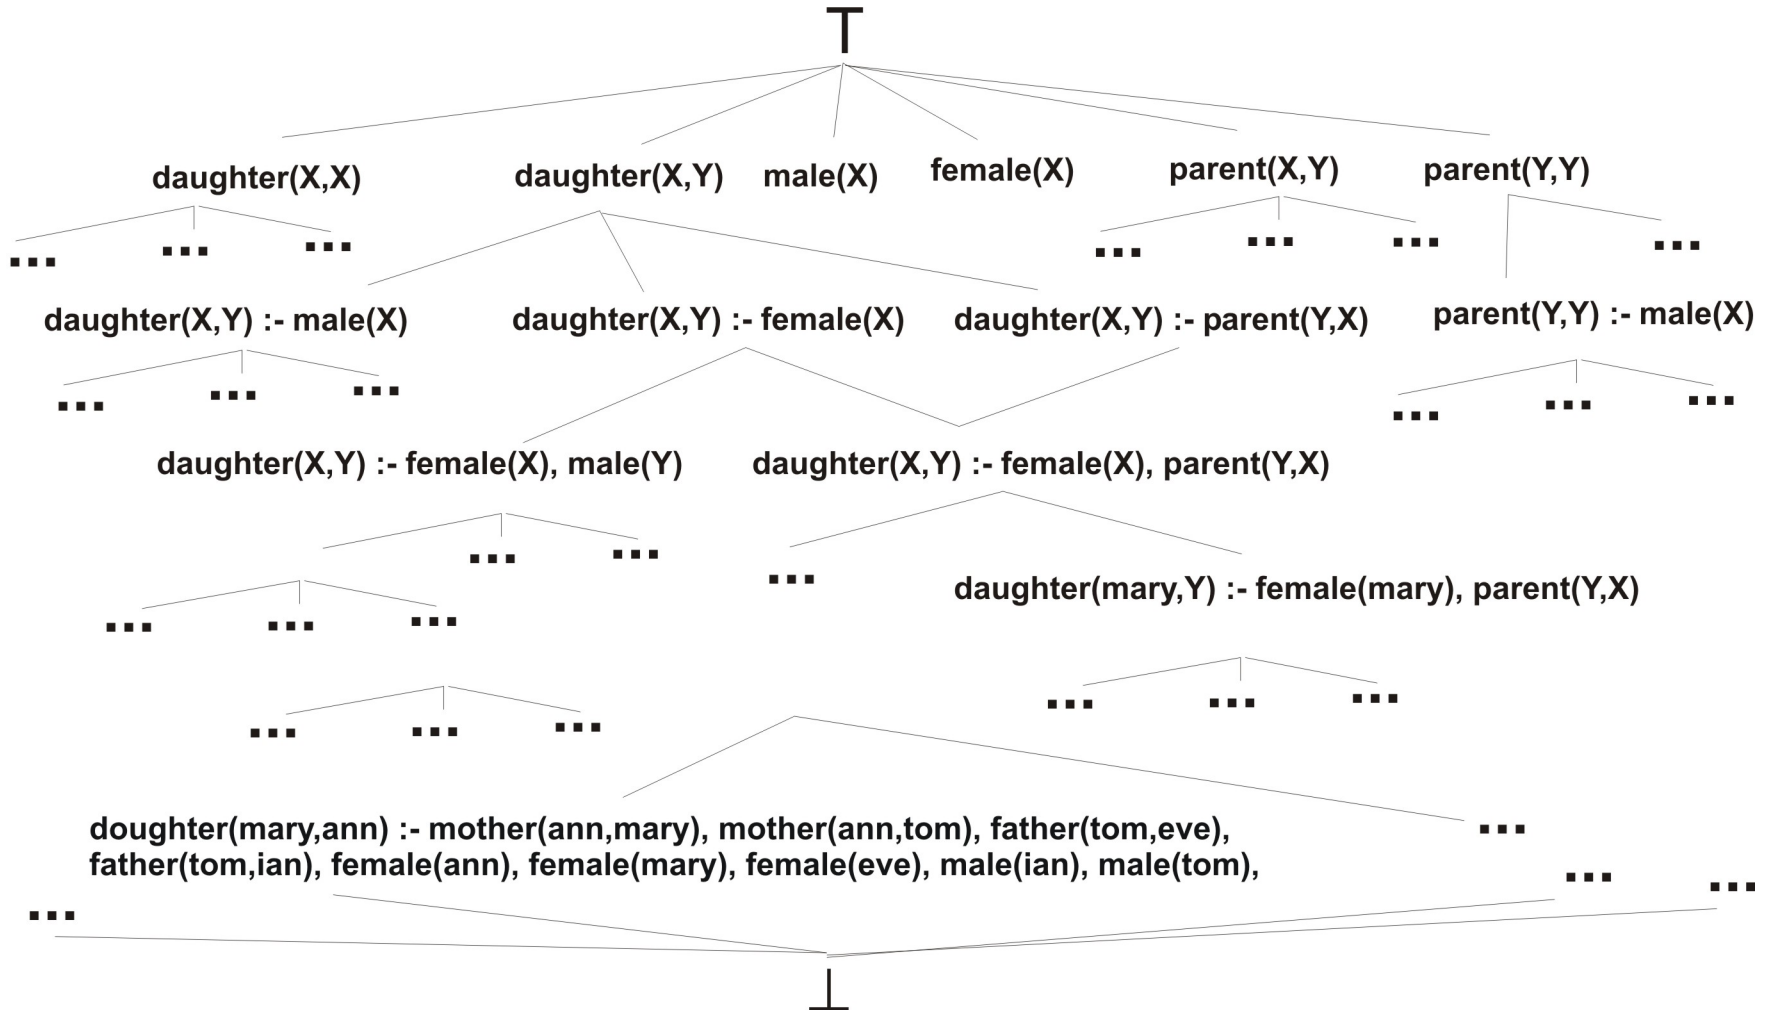 ⊤
daughter(X,X)
daughter(X,Y)
male(X)
female(X)
parent(X,Y)
parent(Y,Y)
...
...
...
...
...
...
...
daughter(X,Y) :- male(X)
daughter(X,Y) :- female(X)
daughter(X,Y) :- parent(Y,X)
parent(Y,Y) :- male(X)
...
...
...
...
...
...
daughter(X,Y) :- female(X), male(Y)
daughter(X,Y) :- female(X), parent(Y,X)
...
...
...
daughter(mary,Y) :- female(mary), parent(Y,X)
...
...
...
...
...
...
...
...
...
doughter(mary,ann) :- mother(ann,mary), mother(ann,tom), father(tom,eve),
father(tom,ian), female(ann), female(mary), female(eve), male(ian), male(tom),
...
...
...
...
⊥